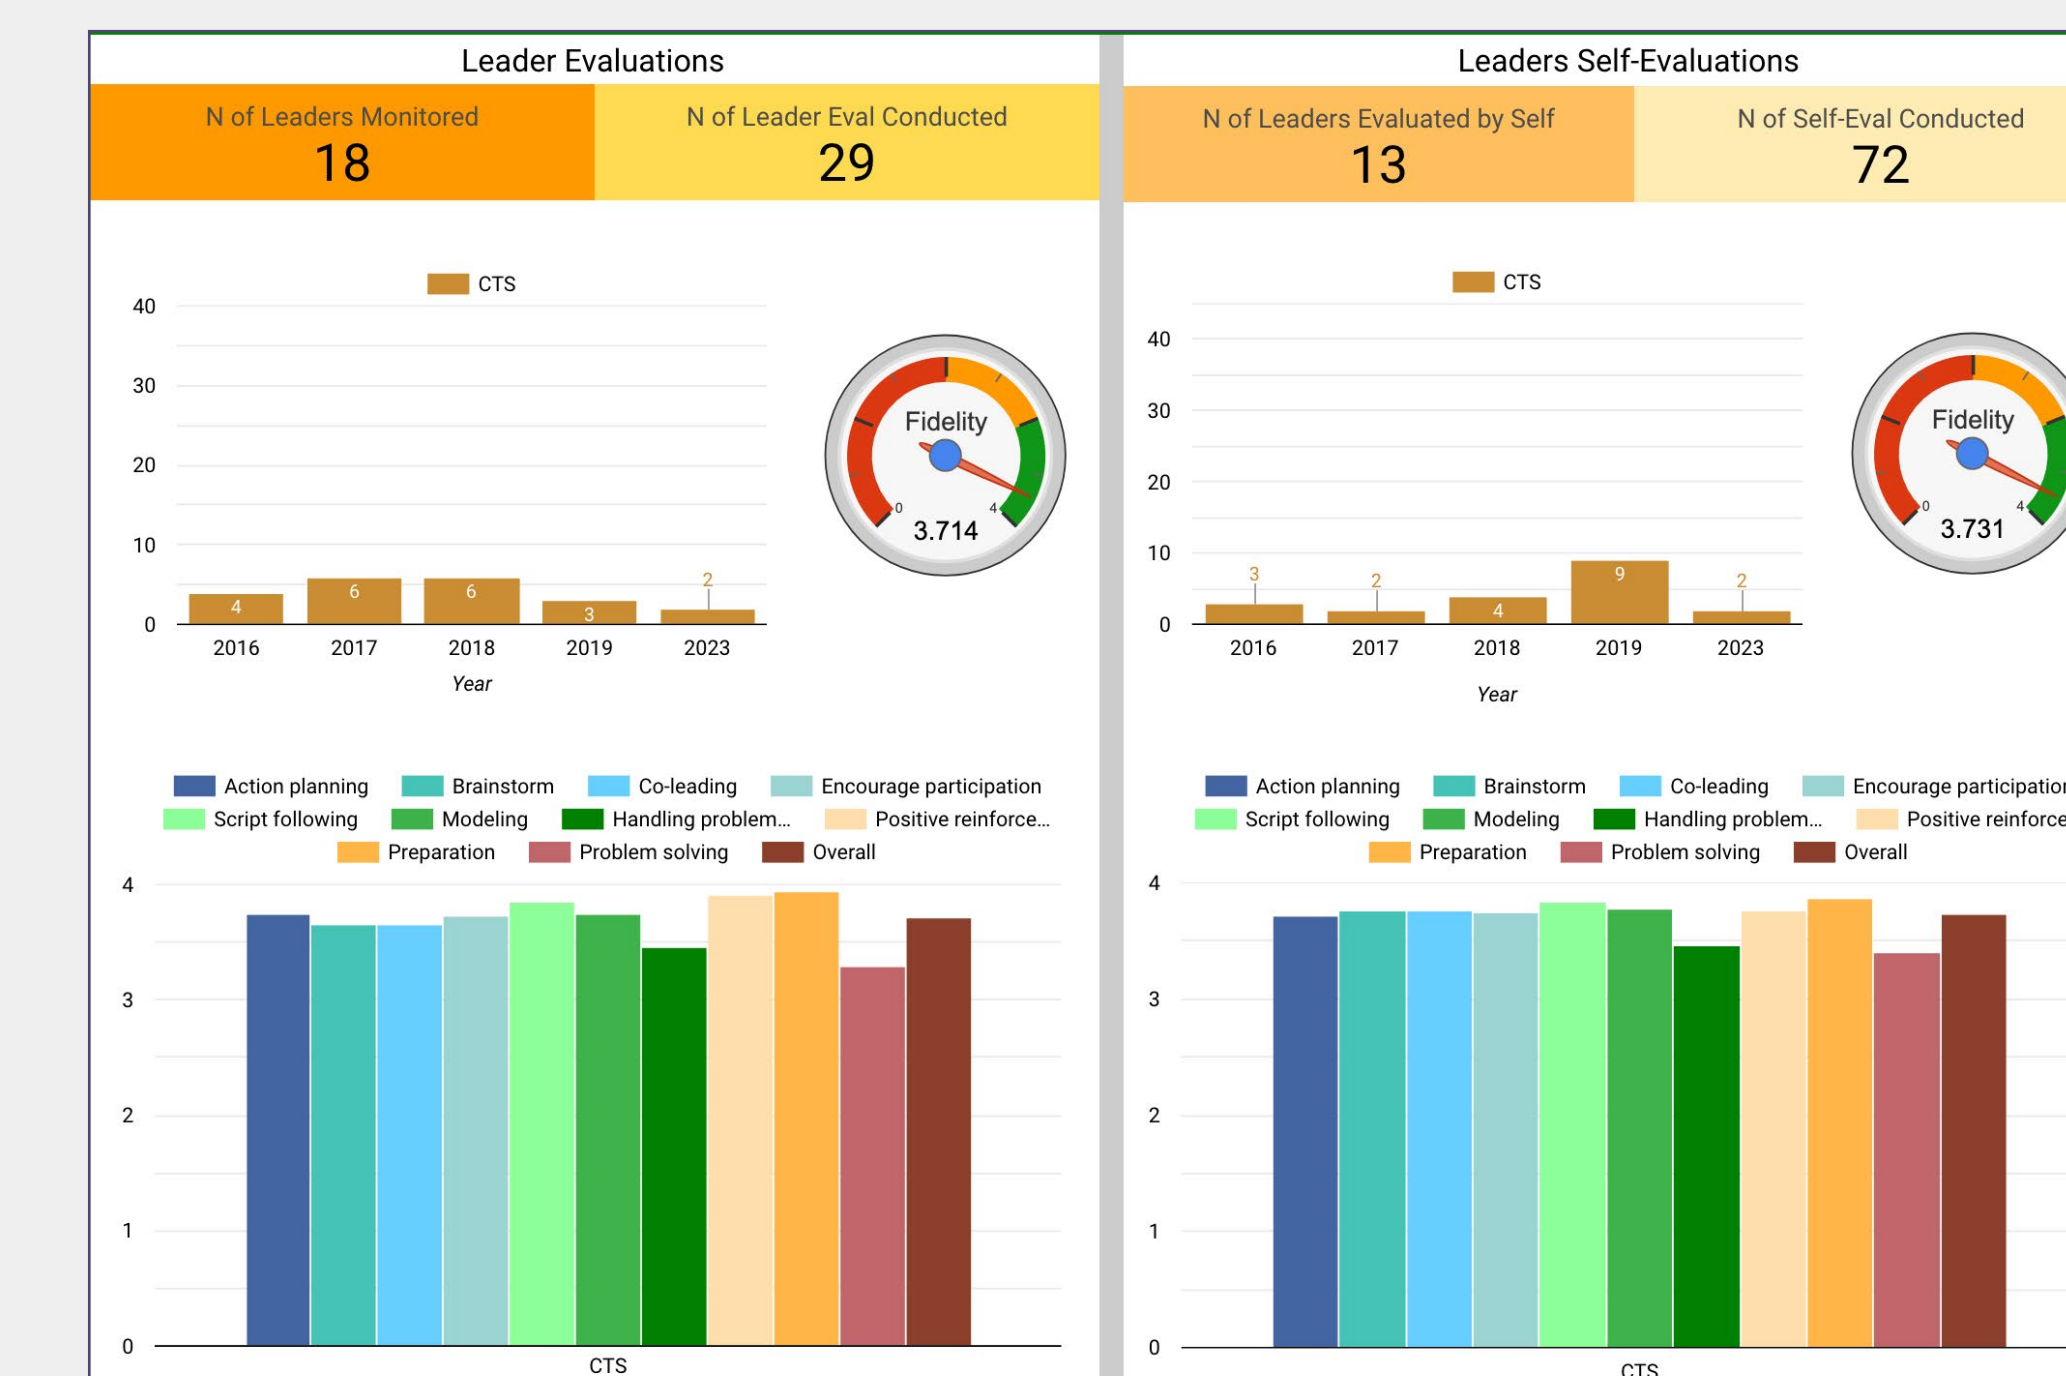 Leader Evaluations
N of Leaders Monitored
18
N of Leader Eval Conducted
29
CTS
40
30
20
10
0
4
6
6
3
2
2016
2017
2018
2019
2023
Year
Fidelity
0
4
3.714
Action planning
Brainstorm
Co-leading
Encourage participation
Script following
Modeling
Handling problem...
Positive reinforce...
Preparation
Problem solving
Overall
4
3
2
1
0
CTS
Leaders Self-Evaluations
N of Leaders Evaluated by Self
13
N of Self-Eval Conducted
72
CTS
40
30
20
10
0
3
2
4
9
2
2016
2017
2018
2019
2023
Year
Fidelity
0
4
3.731
Action planning
Brainstorm
Co-leading
Encourage participation
Script following
Modeling
Handling problem...
Positive reinforce
Preparation
Problem solving
Overall
4
3
2
1
0
CTS